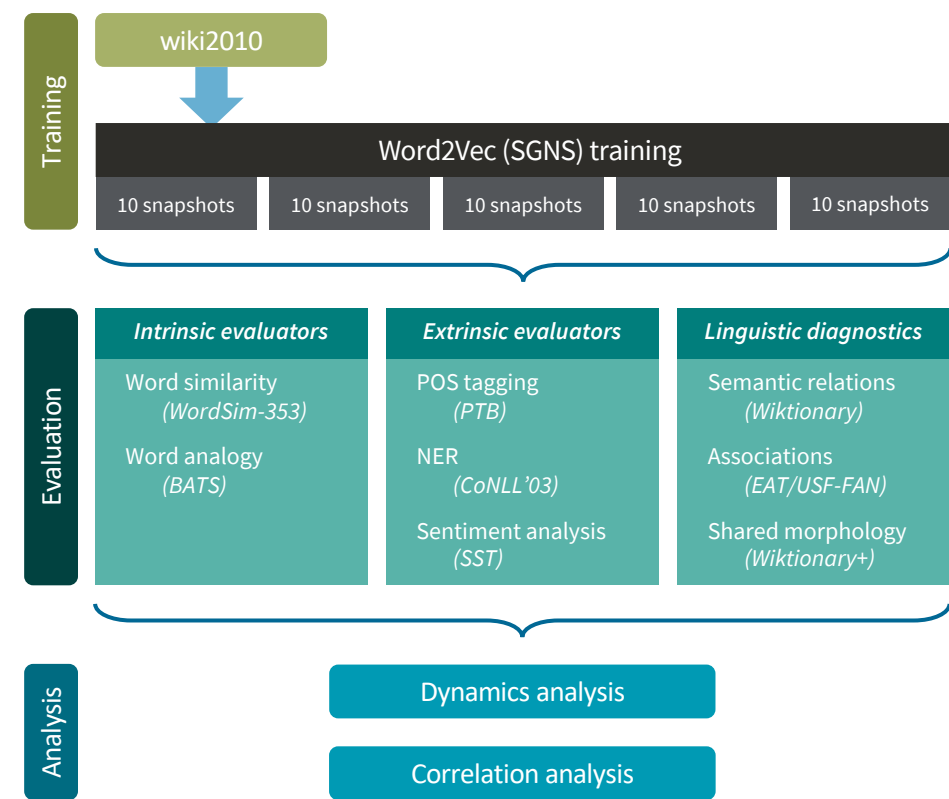 Training
wiki2010
Word2Vec (SGNS) training
10 snapshots
10 snapshots
10 snapshots
10 snapshots
10 snapshots
Evaluation
Intrinsic evaluators
Word similarity
(WordSim-353)
Word analogy
(BATS)
Extrinsic evaluators
POS tagging
(PTB)
NER
(CoNLL’03)
Sentiment analysis
(SST)
Linguistic diagnostics
Semantic relations
(Wiktionary)
Associations
(EAT/USF-FAN)
Shared morphology
(Wiktionary+)
Analysis
Dynamics analysis
Correlation analysis